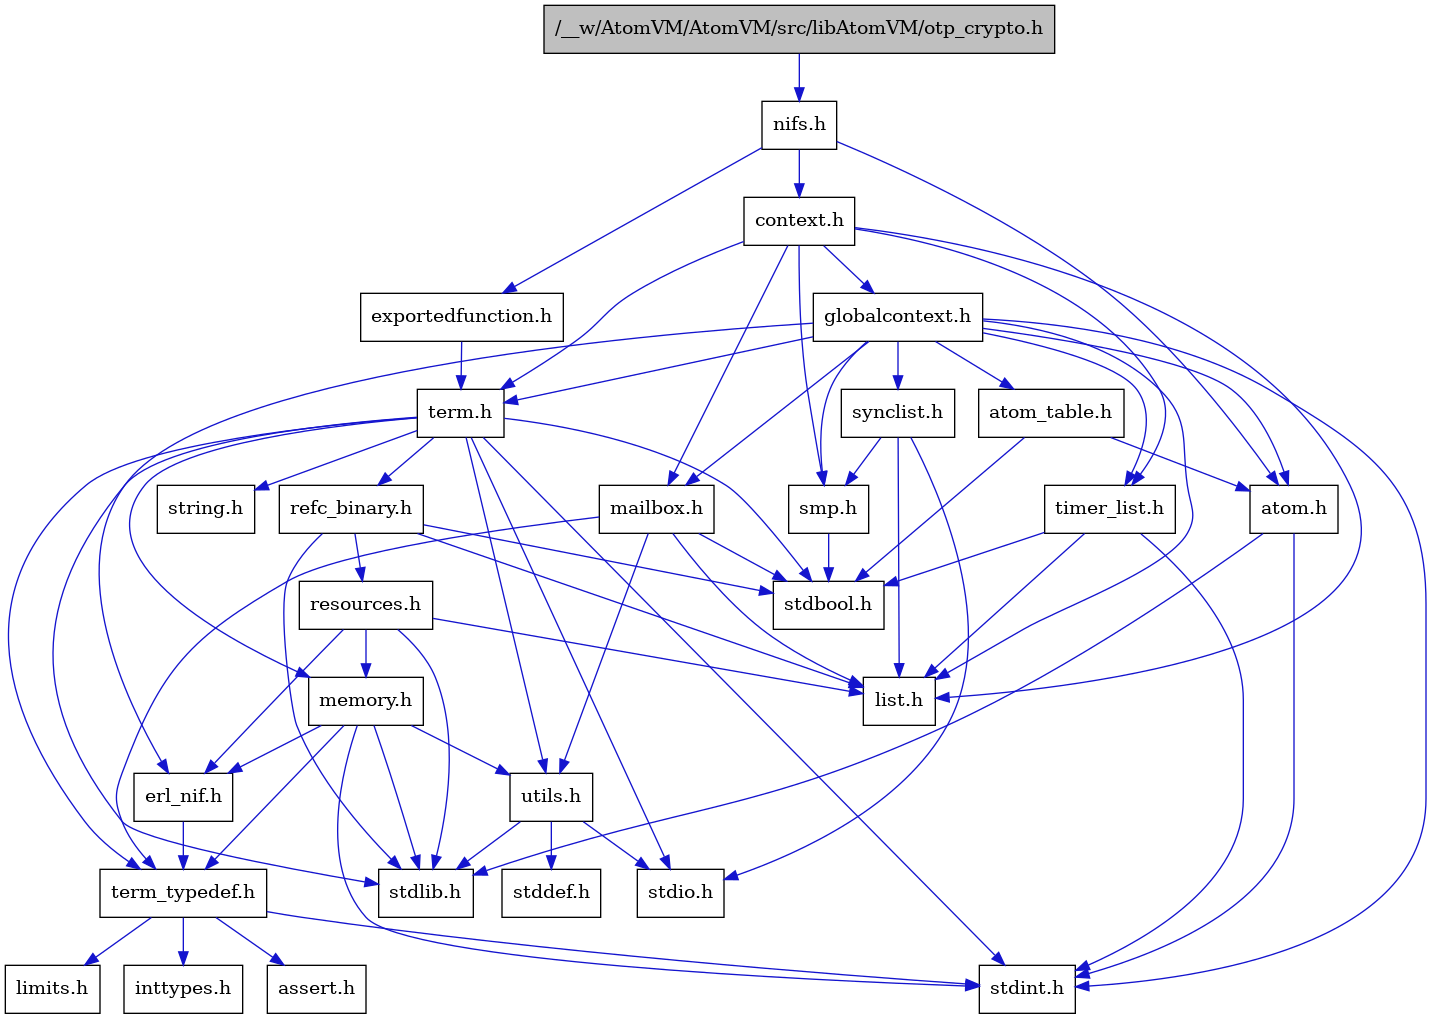 /__w/AtomVM/AtomVM/src/libAtomVM/otp_crypto.h
nifs.h
context.h
exportedfunction.h
globalcontext.h
term.h
synclist.h
atom_table.h
string.h
refc_binary.h
mailbox.h
smp.h
timer_list.h
atom.h
resources.h
stdbool.h
memory.h
list.h
erl_nif.h
utils.h
term_typedef.h
stdlib.h
stddef.h
stdio.h
limits.h
inttypes.h
assert.h
stdint.h